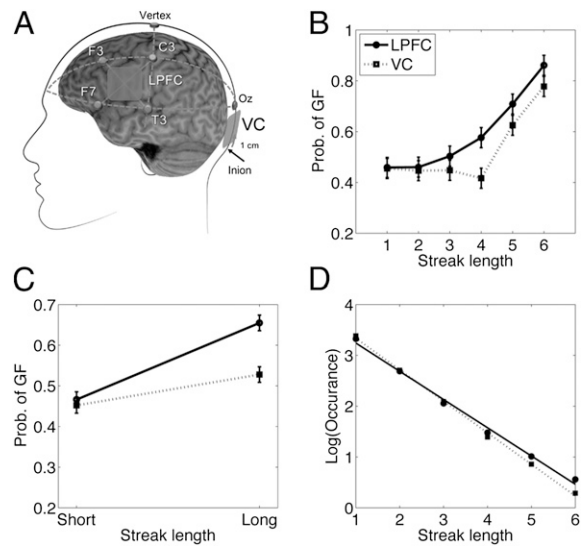 A
Vertex
F3
C3
LPFC
F7
T3
Oz
VC
1 cm
Inion
B
LPFC
VC
Prob. of GF
1
0.8
0.6
0.4
0.2
1 2 3 4 5 6
Streak length
C
Prob. of GF
0.7
0.6
0.5
0.4
0.3
0.2
Short Long
Streak length
D
Log(Occurance)
4
3
2
1
0
1 2 3 4 5 6
Streak length